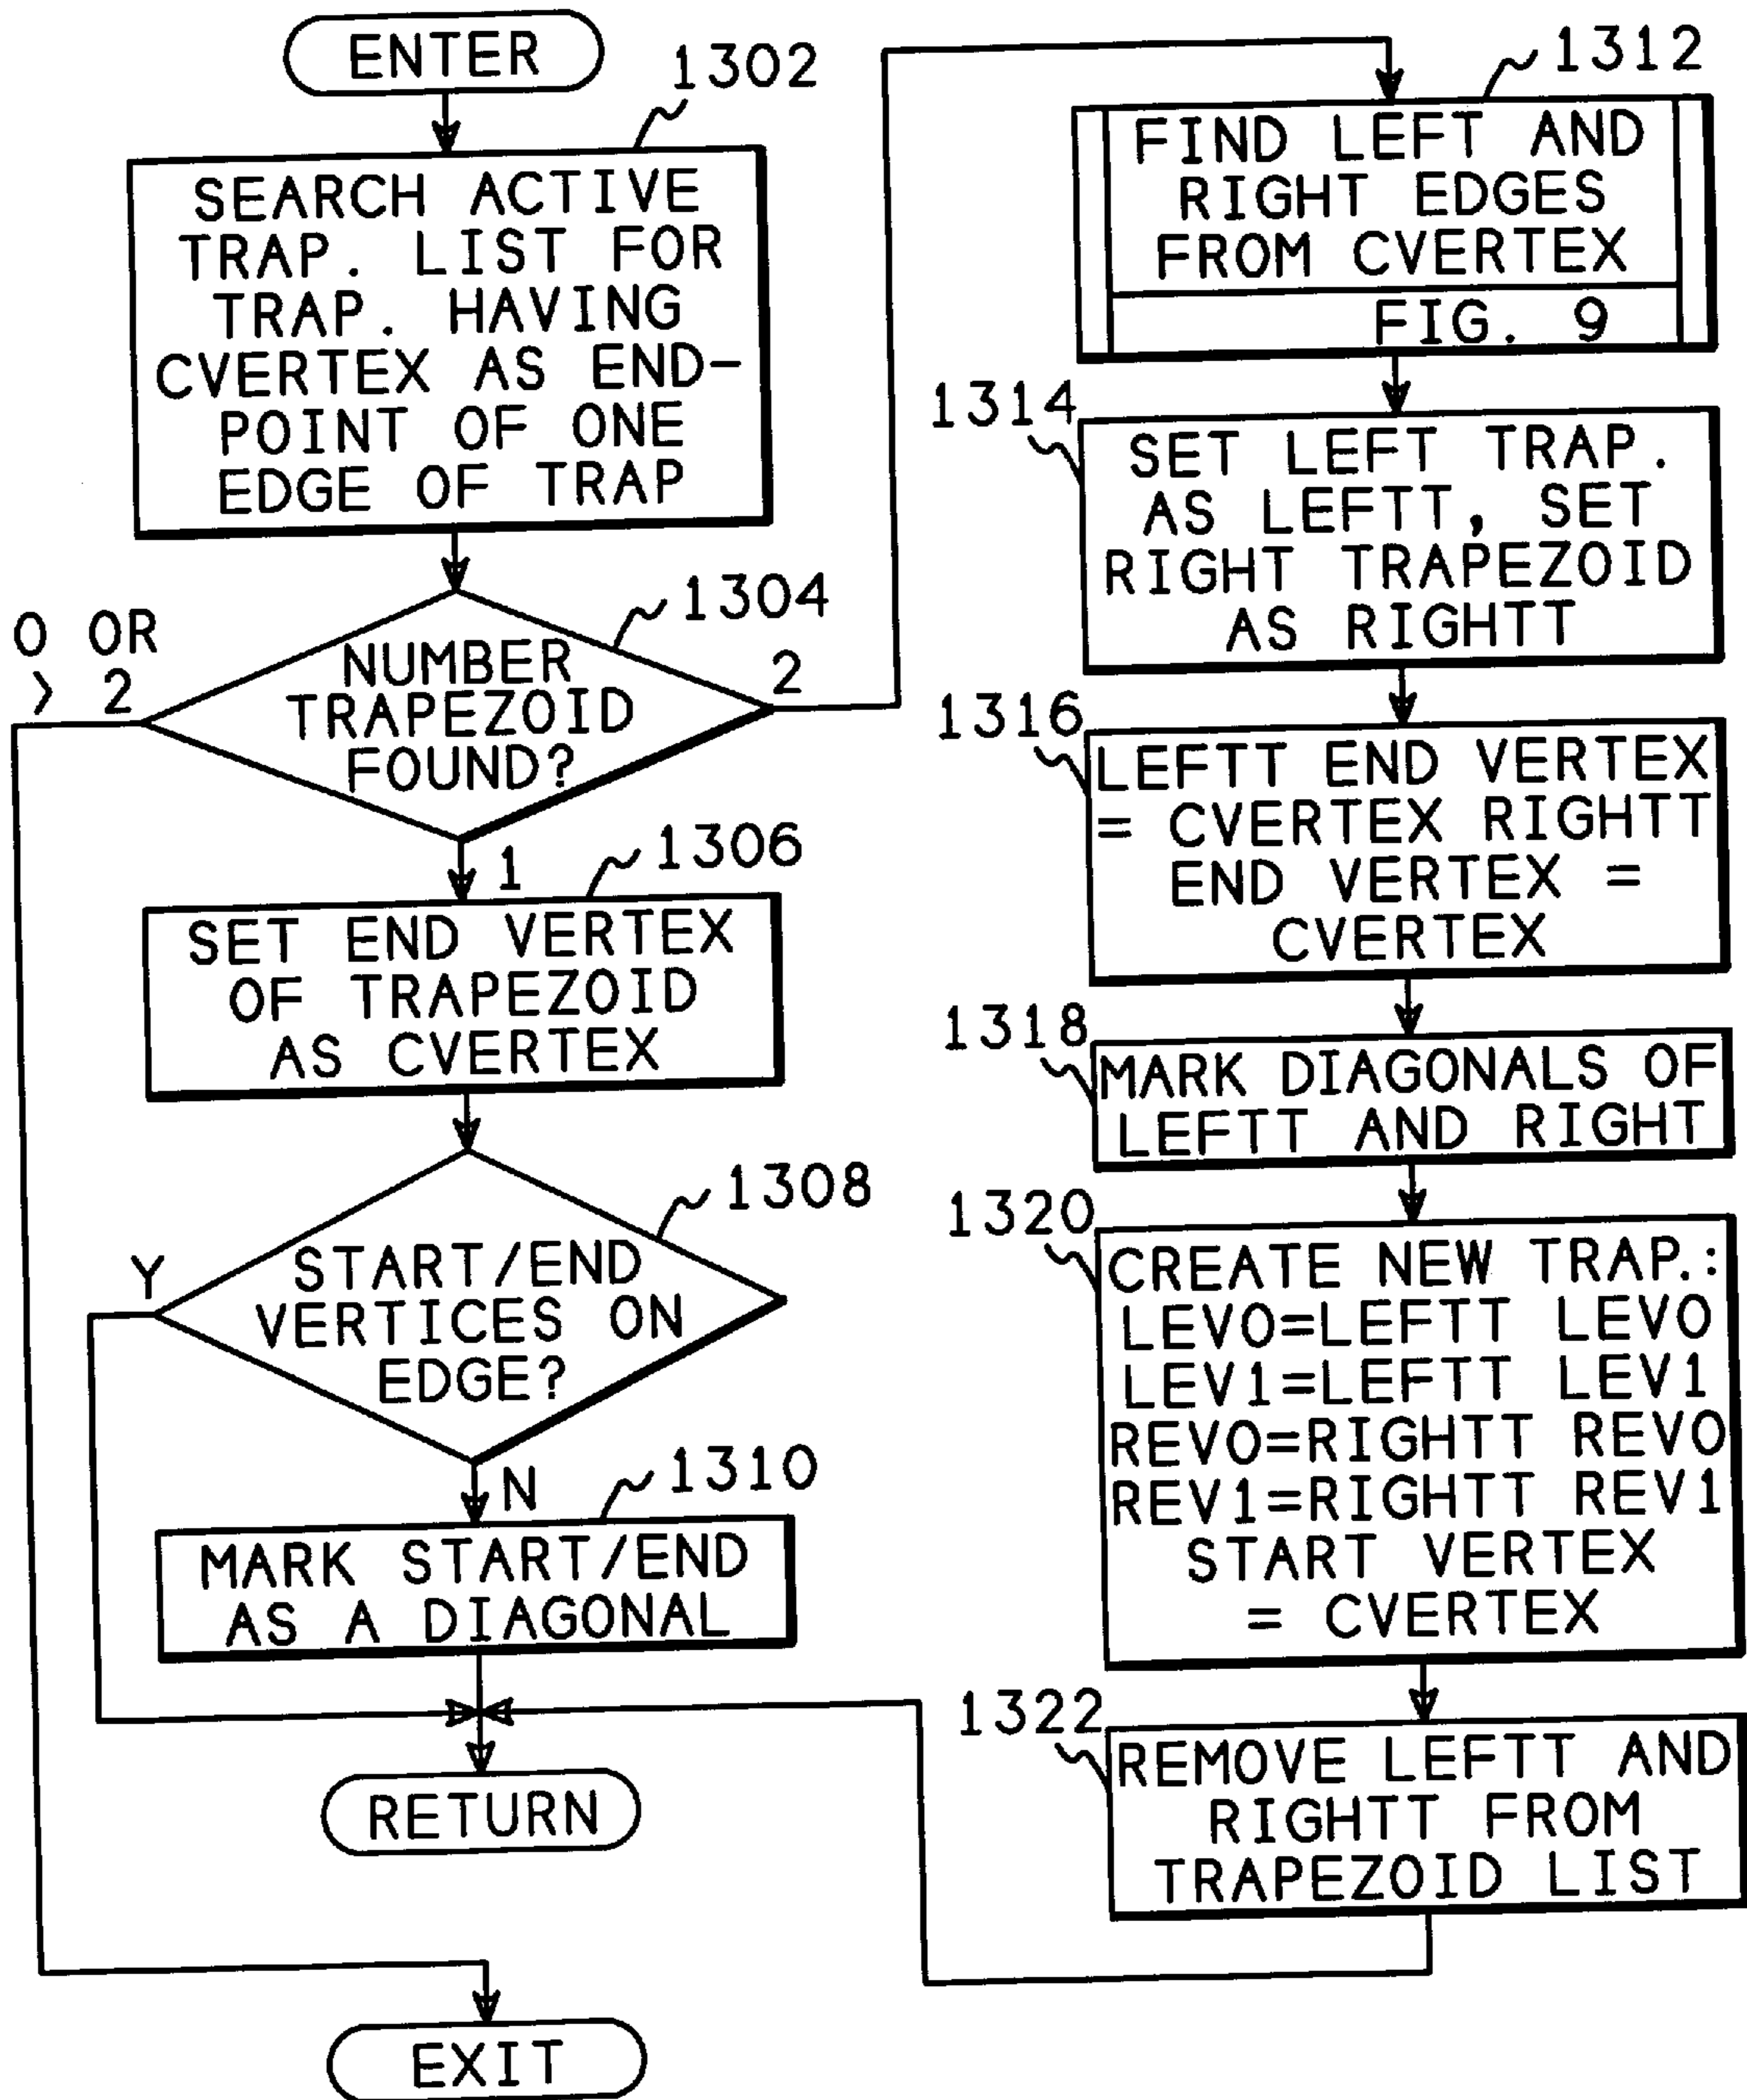 ENTER
1302
SEARCH ACTIVE
TRAP. LIST FOR
TRAP. HAVING
CVERTEX AS END-
POINT OF ONE
EDGE OF TRAP
1304
0 OR
> 2
NUMBER
TRAPEZOID
FOUND?
2
1
1306
SET END VERTEX
OF TRAPEZOID
AS CVERTEX
1308
Y
START/END
VERTICES ON
EDGE?
N
1310
MARK START/END
AS A DIAGONAL
RETURN
EXIT
1312
FIND LEFT AND
RIGHT EDGES
FROM CVERTEX
FIG. 9
1314
SET LEFT TRAP.
AS LEFTT, SET
RIGHT TRAPEZOID
AS RIGHTT
1316
LEFTT END VERTEX
= CVERTEX RIGHTT
END VERTEX =
CVERTEX
1318
MARK DIAGONALS OF
LEFTT AND RIGHT
1320
CREATE NEW TRAP.:
LEV0=LEFTT LEV0
LEV1=LEFTT LEV1
REV0=RIGHTT REV0
REV1=RIGHTT REV1
START VERTEX
= CVERTEX
1322
REMOVE LEFTT AND
RIGHTT FROM
TRAPEZOID LIST